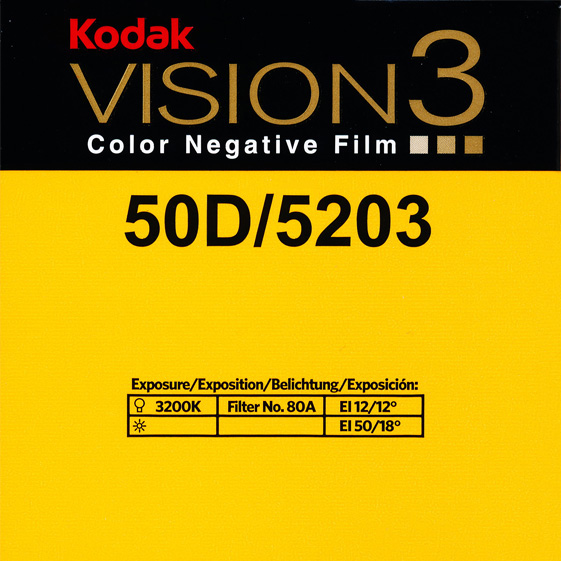 Kodak
VISION3
Color Negative Film
50D/5203
Exposure/Exposition/Belichtung/Exposición:
3200K Filter No. 80A EI 12/12°
EI 50/18°